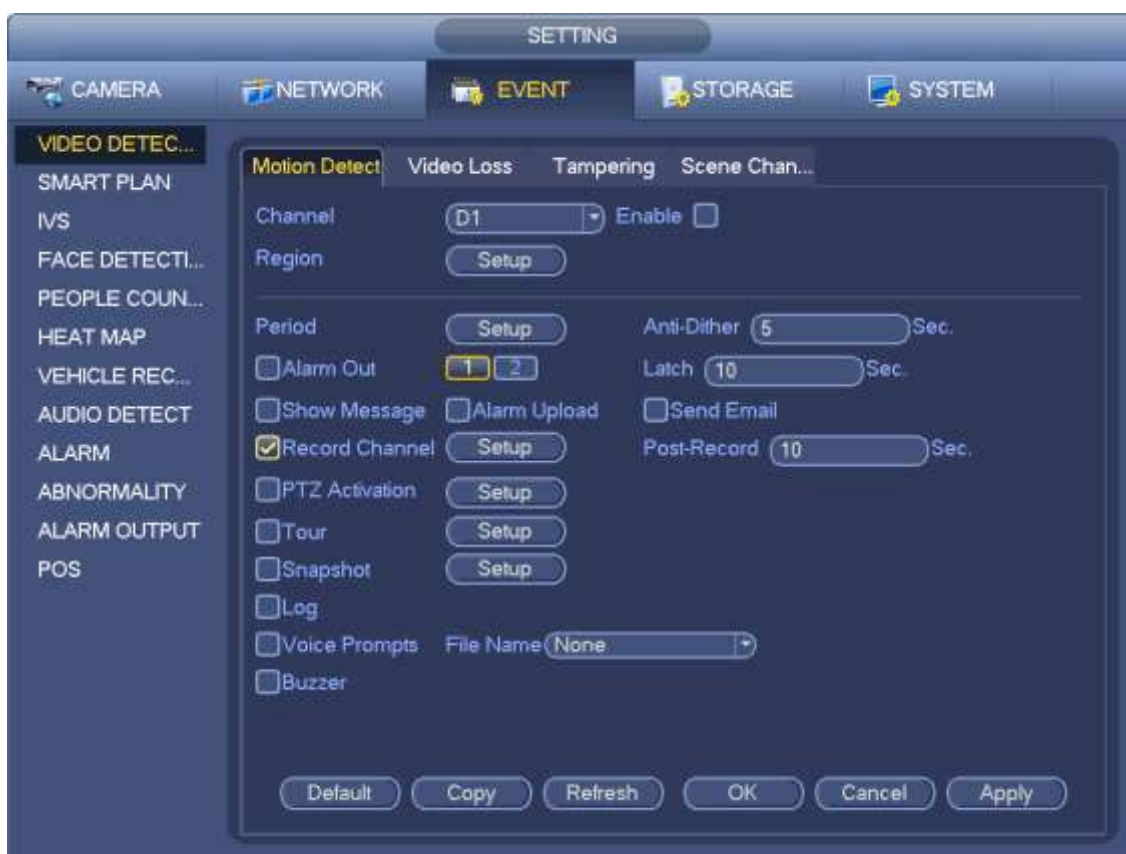 SETTING
CAMERA NETWORK EVENT STORAGE SYSTEM
VIDEO DETEC...
SMART PLAN
IVS
FACE DETECTI...
PEOPLE COUN...
HEAT MAP
VEHICLE REC...
AUDIO DETECT
ALARM
ABNORMALITY
ALARM OUTPUT
POS
Motion Detect Video Loss Tampering Scene Chan...
Channel D1 Enable
Region Setup
Period Setup Anti-Dither 5 Sec.
Alarm Out 1 2 Latch 10 Sec.
Show Message Alarm Upload Send Email
Record Channel Setup Post-Record 10 Sec.
PTZ Activation Setup
Tour Setup
Snapshot Setup
Log
Voice Prompts File Name None
Buzzer
Default Copy Refresh OK Cancel Apply